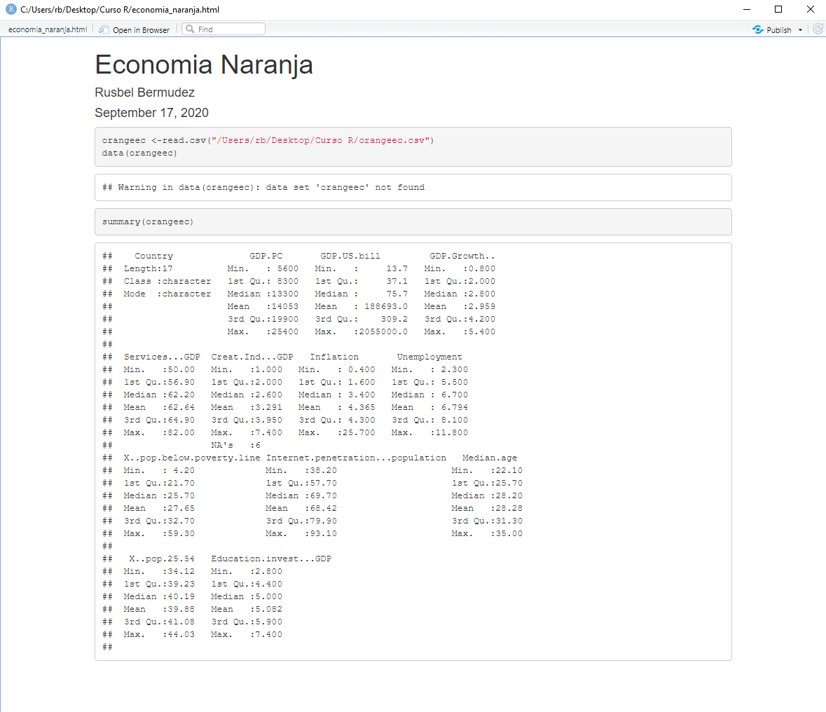 C:/Users/rb/Desktop/Curso R/economia_naranja.html
economia_naranja.html Open in Browser Find Publish
Economia Naranja
Rusbel Bermudez
September 17, 2020
orangeec <-read.csv("/Users/rb/Desktop/Curso R/orangeec.csv")
data(orangeec)
## Warning in data(orangeec): data set 'orangeec' not found
summary(orangeec)
##    Country            GDP.PC       GDP.US.bill         GDP.Growth..
##  Length:17          Min.   : 5600   Min.   :     13.7   Min.   :0.800
##  Class :character   1st Qu.: 8300   1st Qu.:     37.1   1st Qu.:2.000
##  Mode  :character   Median :13300   Median :     75.7   Median :2.800
##                     Mean   :14053   Mean   : 188693.0   Mean   :2.959
##                     3rd Qu.:19900   3rd Qu.:    309.2   3rd Qu.:4.200
##                     Max.   :25400   Max.   :2055000.0   Max.   :5.400
##
##  Services...GDP  Creat.Ind...GDP   Inflation       Unemployment
##  Min.   :50.00   Min.   :1.000   Min.   : 0.400   Min.   : 2.300
##  1st Qu.:56.90   1st Qu.:2.000   1st Qu.: 1.600   1st Qu.: 5.500
##  Median :62.20   Median :2.600   Median : 3.400   Median : 6.700
##  Mean   :62.64   Mean   :3.291   Mean   : 4.365   Mean   : 6.794
##  3rd Qu.:64.90   3rd Qu.:3.950   3rd Qu.: 4.300   3rd Qu.: 8.100
##  Max.   :82.00   Max.   :7.400   Max.   :25.700   Max.   :11.800
##                  NA's   :6
##  X..pop.below.poverty.line Internet.penetration...population   Median.age
##  Min.   : 4.20             Min.   :38.20                     Min.   :22.10
##  1st Qu.:21.70             1st Qu.:57.70                     1st Qu.:25.70
##  Median :25.70             Median :69.70                     Median :28.20
##  Mean   :27.65             Mean   :68.42                     Mean   :28.28
##  3rd Qu.:32.70             3rd Qu.:79.90                     3rd Qu.:31.30
##  Max.   :59.30             Max.   :93.10                     Max.   :35.00
##
##   X..pop.25.54   Education.invest...GDP
##  Min.   :34.12   Min.   :2.800
##  1st Qu.:39.23   1st Qu.:4.400
##  Median :40.19   Median :5.000
##  Mean   :39.88   Mean   :5.082
##  3rd Qu.:41.08   3rd Qu.:5.900
##  Max.   :44.03   Max.   :7.400
##